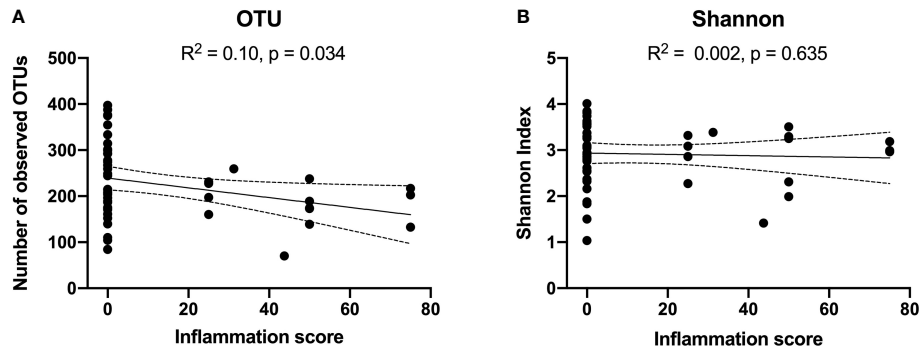 A
OTU
R² = 0.10, p = 0.034
Number of observed OTUs
500
400
300
200
100
0
0 20 40 60 80
Inflammation score
B
Shannon
R² = 0.002, p = 0.635
Shannon Index
5
4
3
2
1
0
0 20 40 60 80
Inflammation score